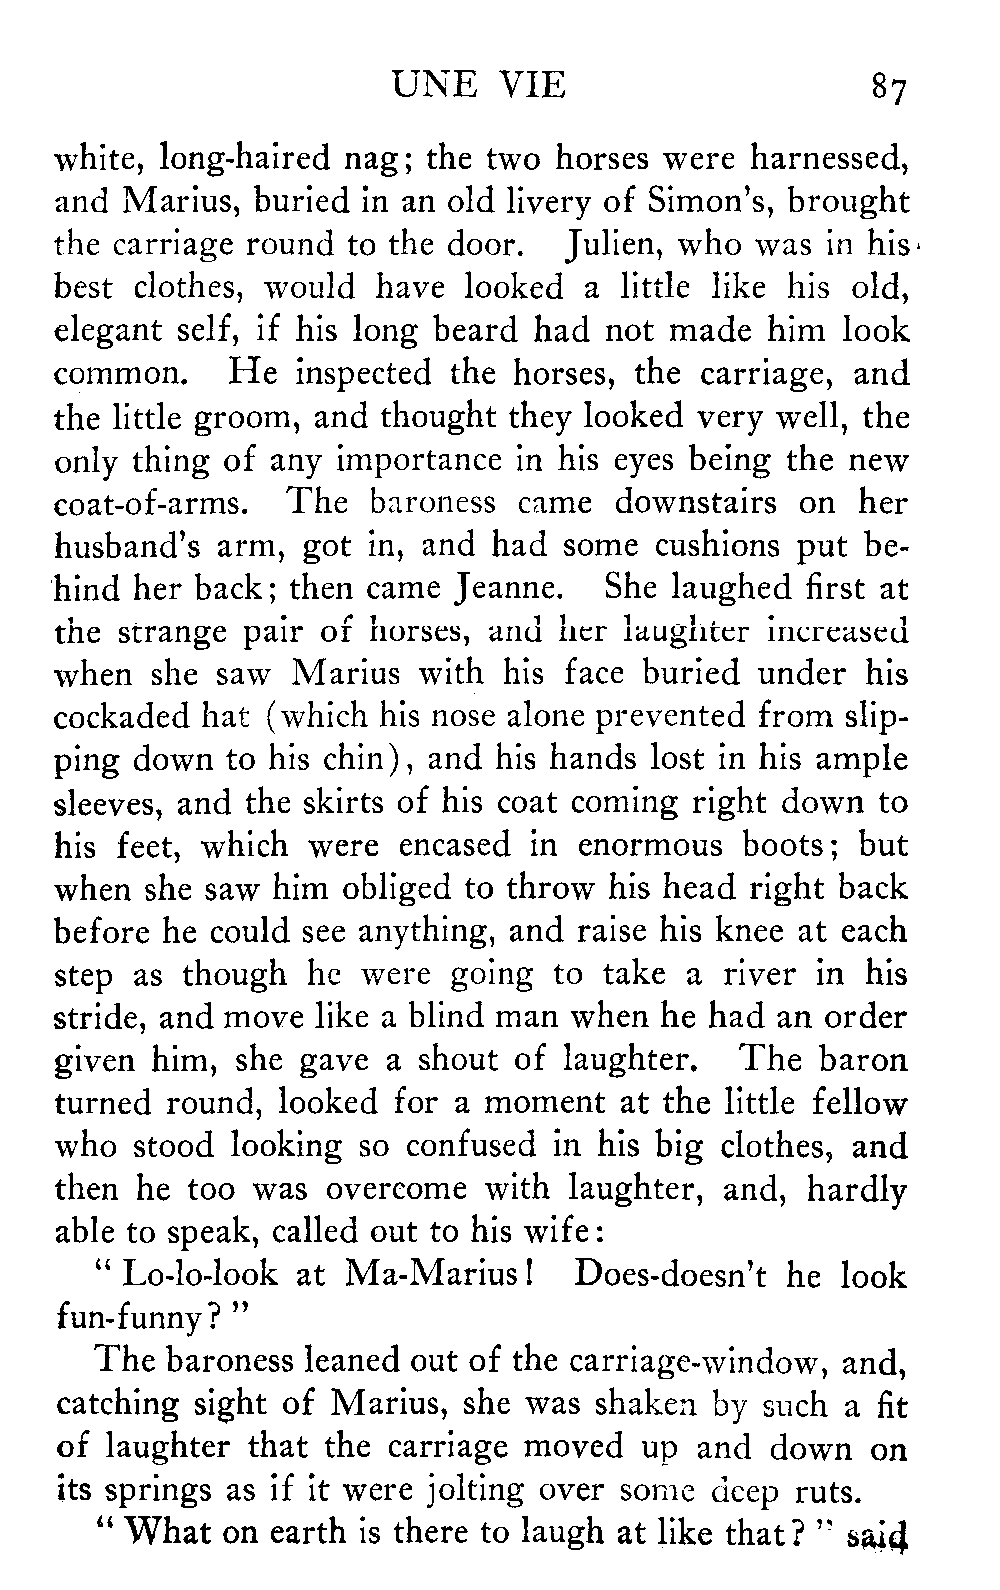 UNE VIE 87
white, long-haired nag; the two horses were harnessed,
and Marius, buried in an old livery of Simon's, brought
the carriage round to the door. Julien, who was in his
best clothes, would have looked a little like his old,
elegant self, if his long beard had not made him look
common. He inspected the horses, the carriage, and
the little groom, and thought they looked very well, the
only thing of any importance in his eyes being the new
coat-of-arms. The baroness came downstairs on her
husband's arm, got in, and had some cushions put be-
hind her back; then came Jeanne. She laughed first at
the strange pair of horses, and her laughter increased
when she saw Marius with his face buried under his
cockaded hat (which his nose alone prevented from slip-
ping down to his chin), and his hands lost in his ample
sleeves, and the skirts of his coat coming right down to
his feet, which were encased in enormous boots; but
when she saw him obliged to throw his head right back
before he could see anything, and raise his knee at each
step as though he were going to take a river in his
stride, and move like a blind man when he had an order
given him, she gave a shout of laughter. The baron
turned round, looked for a moment at the little fellow
who stood looking so confused in his big clothes, and
then he too was overcome with laughter, and, hardly
able to speak, called out to his wife:
"Lo-lo-look at Ma-Marius! Does-doesn't he look
fun-funny?"
The baroness leaned out of the carriage-window, and,
catching sight of Marius, she was shaken by such a fit
of laughter that the carriage moved up and down on
its springs as if it were jolting over some deep ruts.
"What on earth is there to laugh at like that?" said